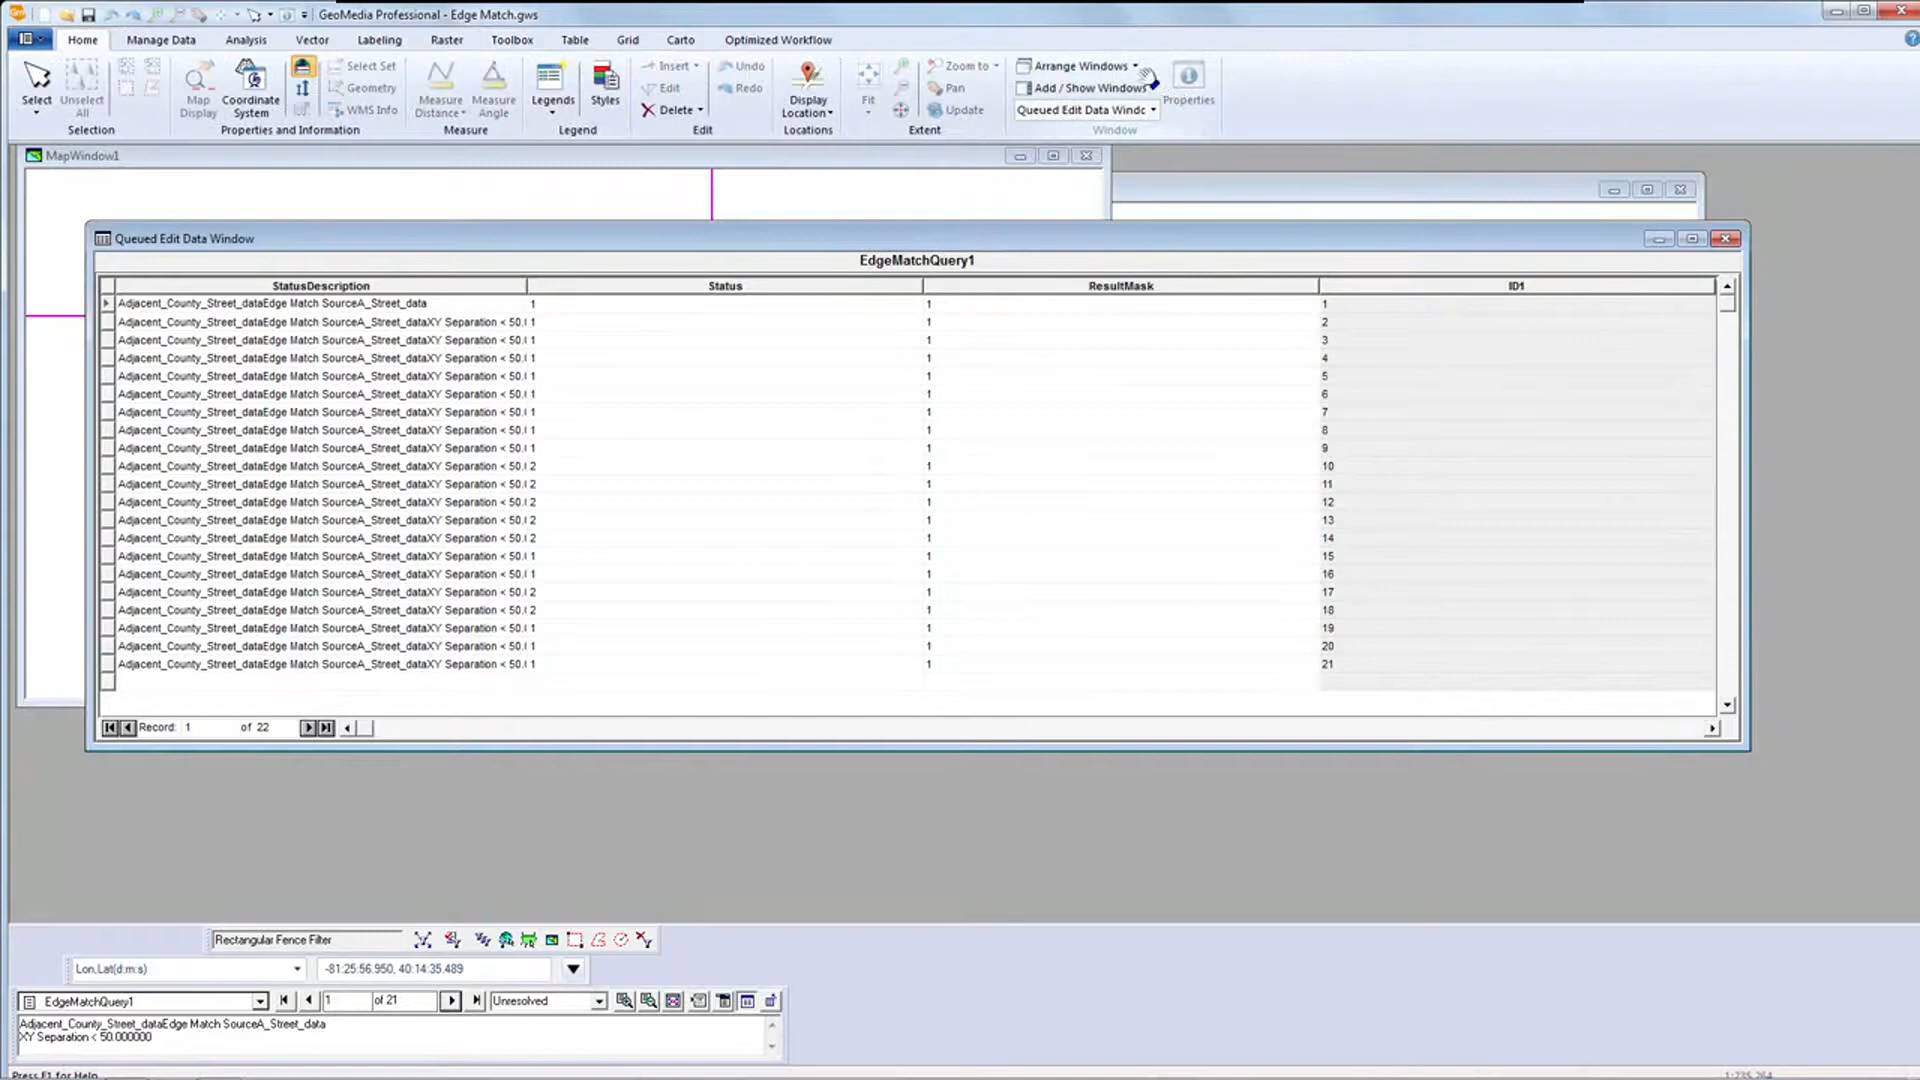 GeoMedia Professional - Edge Match.gws
Home Manage Data Analysis Vector Labeling Raster Toolbox Table Grid Carto Optimized Workflow
Select
Unselect All
Selection
Map Display
Coordinate System
Select Set
Geometry
WMS Info
Properties and Information
Measure Distance
Measure Angle
Measure
Legends
Styles
Legend
Insert
Edit
Delete
Undo
Redo
Edit
Display Location
Locations
Fit
Zoom to
Pan
Update
Extent
Arrange Windows
Add / Show Windows
Queued Edit Data Windc
Properties
Window
MapWindow1
Queued Edit Data Window
EdgeMatchQuery1
StatusDescription Status ResultMask ID1
Adjacent_County_Street_dataEdge Match SourceA_Street_data 1 1 1
Adjacent_County_Street_dataEdge Match SourceA_Street_dataXY Separation < 50.( 1 1 2
Adjacent_County_Street_dataEdge Match SourceA_Street_dataXY Separation < 50.( 1 1 3
Adjacent_County_Street_dataEdge Match SourceA_Street_dataXY Separation < 50.( 1 1 4
Adjacent_County_Street_dataEdge Match SourceA_Street_dataXY Separation < 50.( 1 1 5
Adjacent_County_Street_dataEdge Match SourceA_Street_dataXY Separation < 50.( 1 1 6
Adjacent_County_Street_dataEdge Match SourceA_Street_dataXY Separation < 50.( 1 1 7
Adjacent_County_Street_dataEdge Match SourceA_Street_dataXY Separation < 50.( 1 1 8
Adjacent_County_Street_dataEdge Match SourceA_Street_dataXY Separation < 50.( 1 1 9
Adjacent_County_Street_dataEdge Match SourceA_Street_dataXY Separation < 50.( 2 1 10
Adjacent_County_Street_dataEdge Match SourceA_Street_dataXY Separation < 50.( 2 1 11
Adjacent_County_Street_dataEdge Match SourceA_Street_dataXY Separation < 50.( 2 1 12
Adjacent_County_Street_dataEdge Match SourceA_Street_dataXY Separation < 50.( 2 1 13
Adjacent_County_Street_dataEdge Match SourceA_Street_dataXY Separation < 50.( 2 1 14
Adjacent_County_Street_dataEdge Match SourceA_Street_dataXY Separation < 50.( 1 1 15
Adjacent_County_Street_dataEdge Match SourceA_Street_dataXY Separation < 50.( 1 1 16
Adjacent_County_Street_dataEdge Match SourceA_Street_dataXY Separation < 50.( 2 1 17
Adjacent_County_Street_dataEdge Match SourceA_Street_dataXY Separation < 50.( 2 1 18
Adjacent_County_Street_dataEdge Match SourceA_Street_dataXY Separation < 50.( 1 1 19
Adjacent_County_Street_dataEdge Match SourceA_Street_dataXY Separation < 50.( 1 1 20
Adjacent_County_Street_dataEdge Match SourceA_Street_dataXY Separation < 50.( 1 1 21
Record: 1 of 22
Rectangular Fence Filter
Lon,Lat(d:m:s) -81:25:56.950, 40:14:35.489
EdgeMatchQuery1 1 of 21 Unresolved
Adjacent_County_Street_dataEdge Match SourceA_Street_data
XY Separation < 50.000000
Press F1 for Help